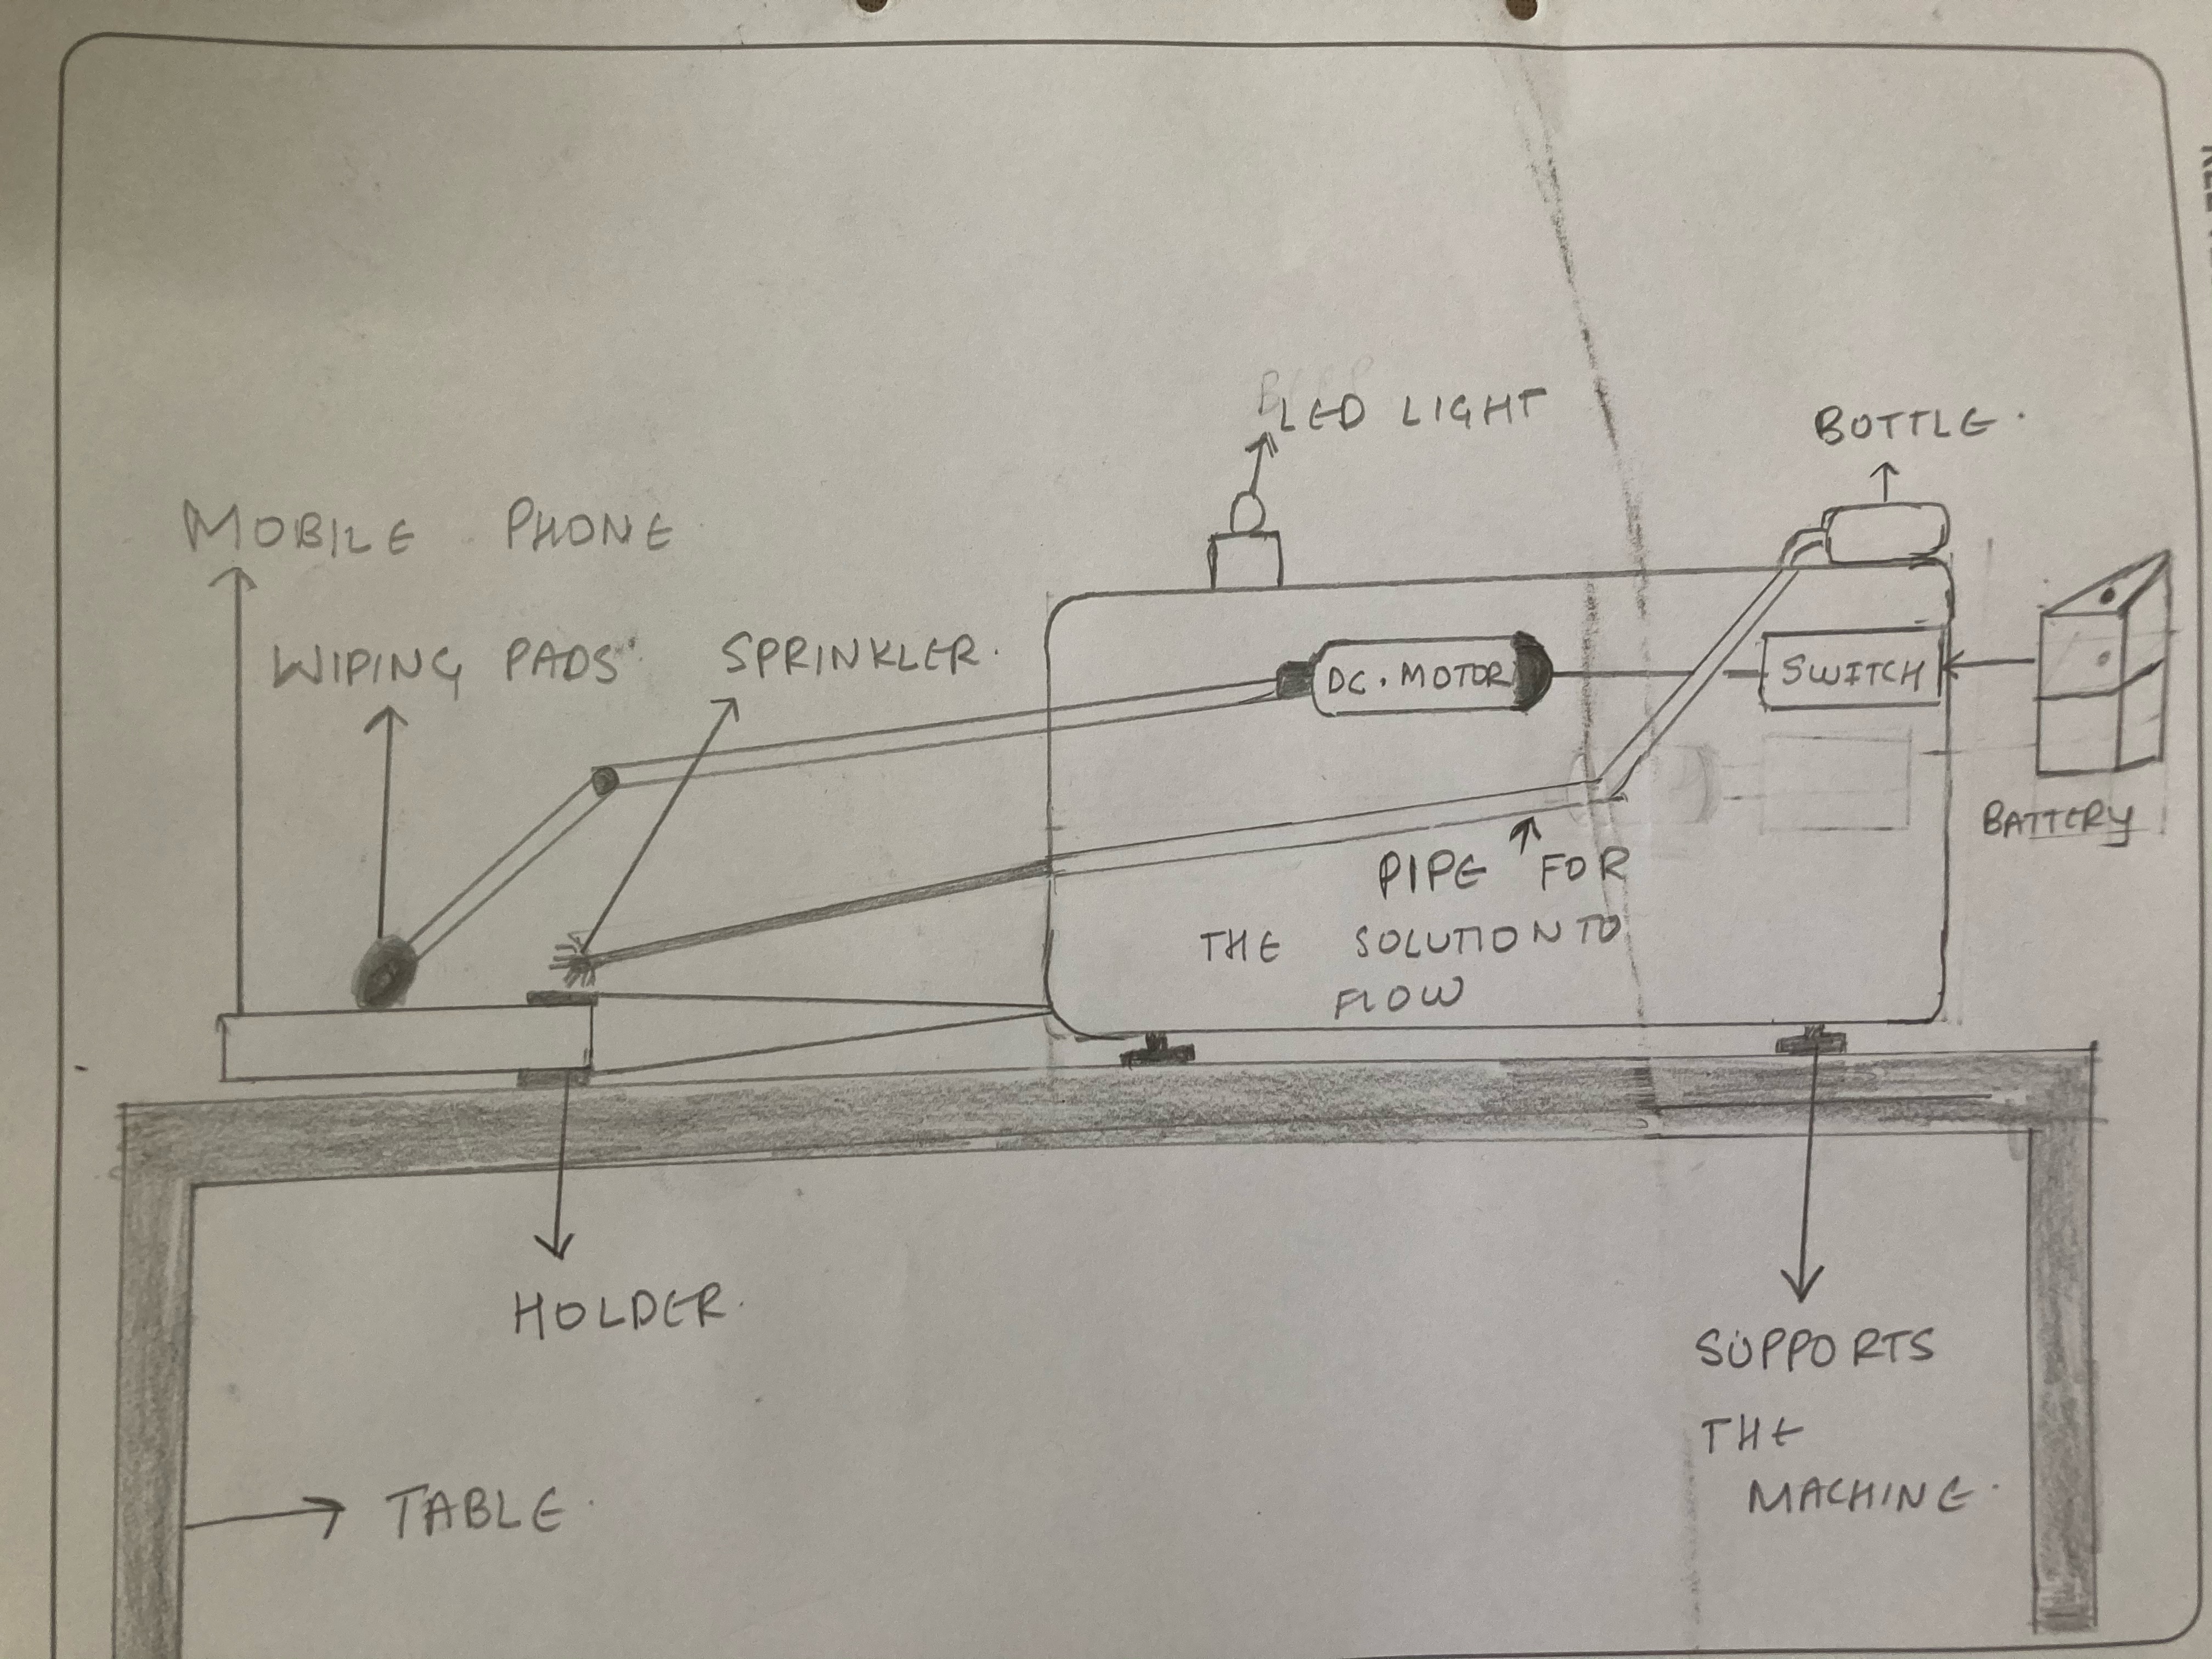 LED LIGHT
BOTTLE.
MOBILE PHONE
WIPING PADS
SPRINKLER.
DC. MOTOR
SWITCH
BATTERY
PIPE FOR
THE SOLUTION TO
FLOW
HOLDER.
SUPPORTS
THE
MACHINE.
TABLE.